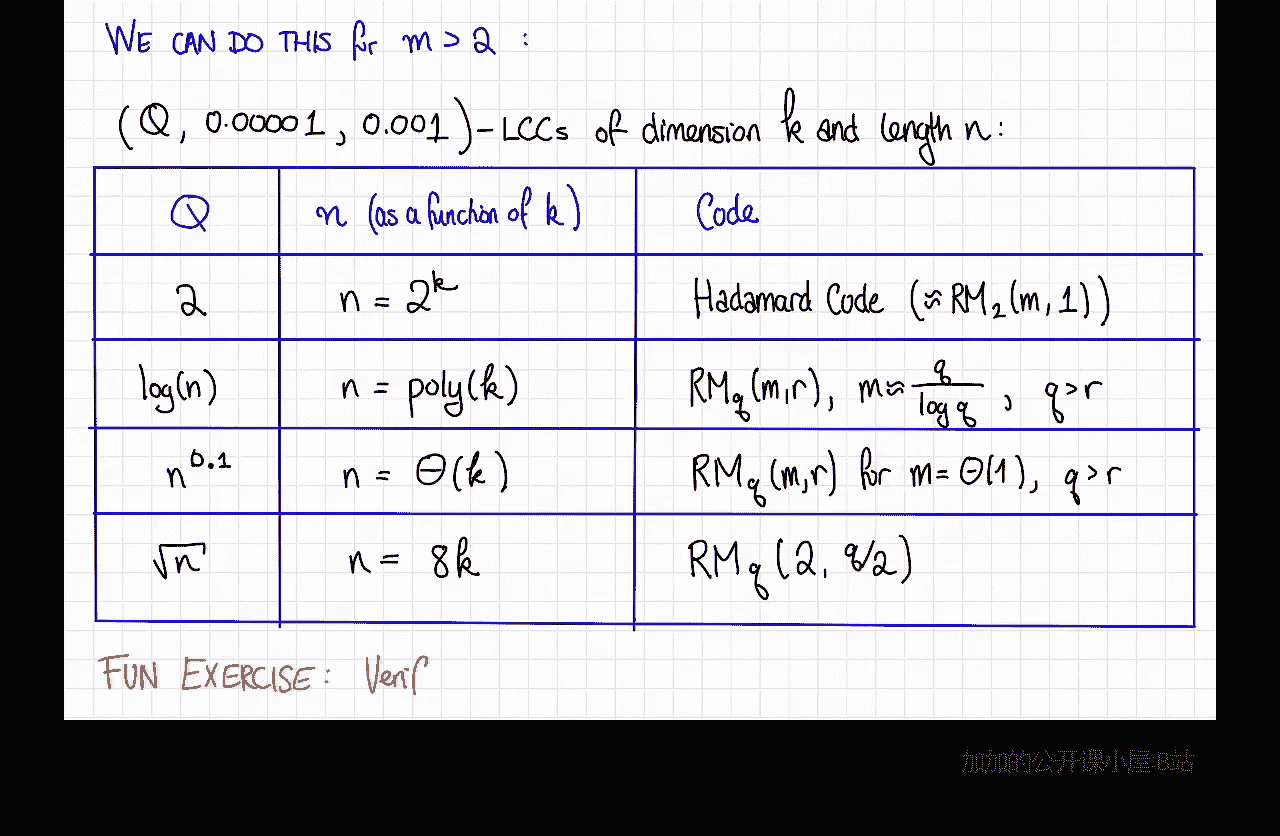 WE CAN DO THIS for m > 2 :
(Q, 0.00001, 0.001)-LCCs of dimension k and length n:
Q n (as a function of k) Code
2 n = 2^k Hadamard Code (≈ RM_2(m, 1))
log(n) n = poly(k) RM_q(m,r), m ≈ q/log q, q>r
n^0.1 n = Θ(k) RM_q(m,r) for m = Θ(1), q>r
√n n = 8k RM_q(2, q/2)
FUN EXERCISE: Verif
加加的公开课小屋:B站